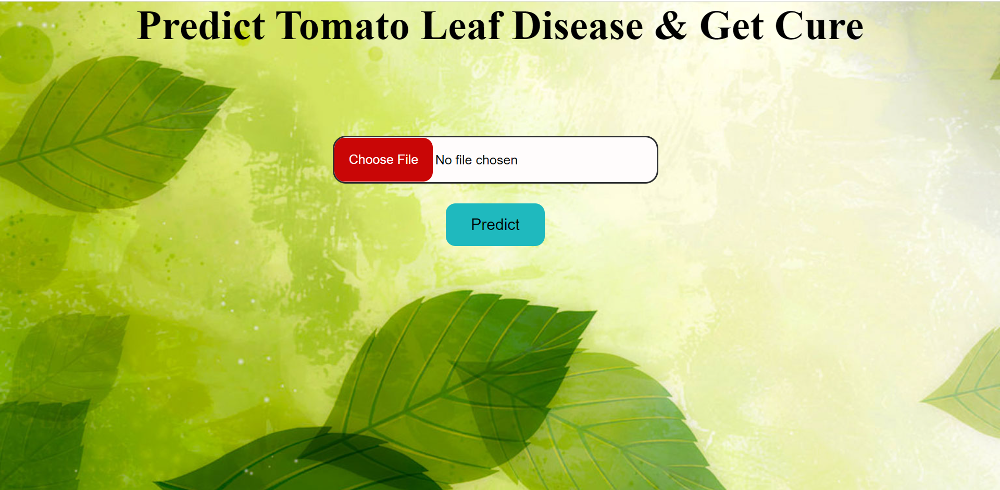 Predict Tomato Leaf Disease & Get Cure
Choose File No file chosen
Predict